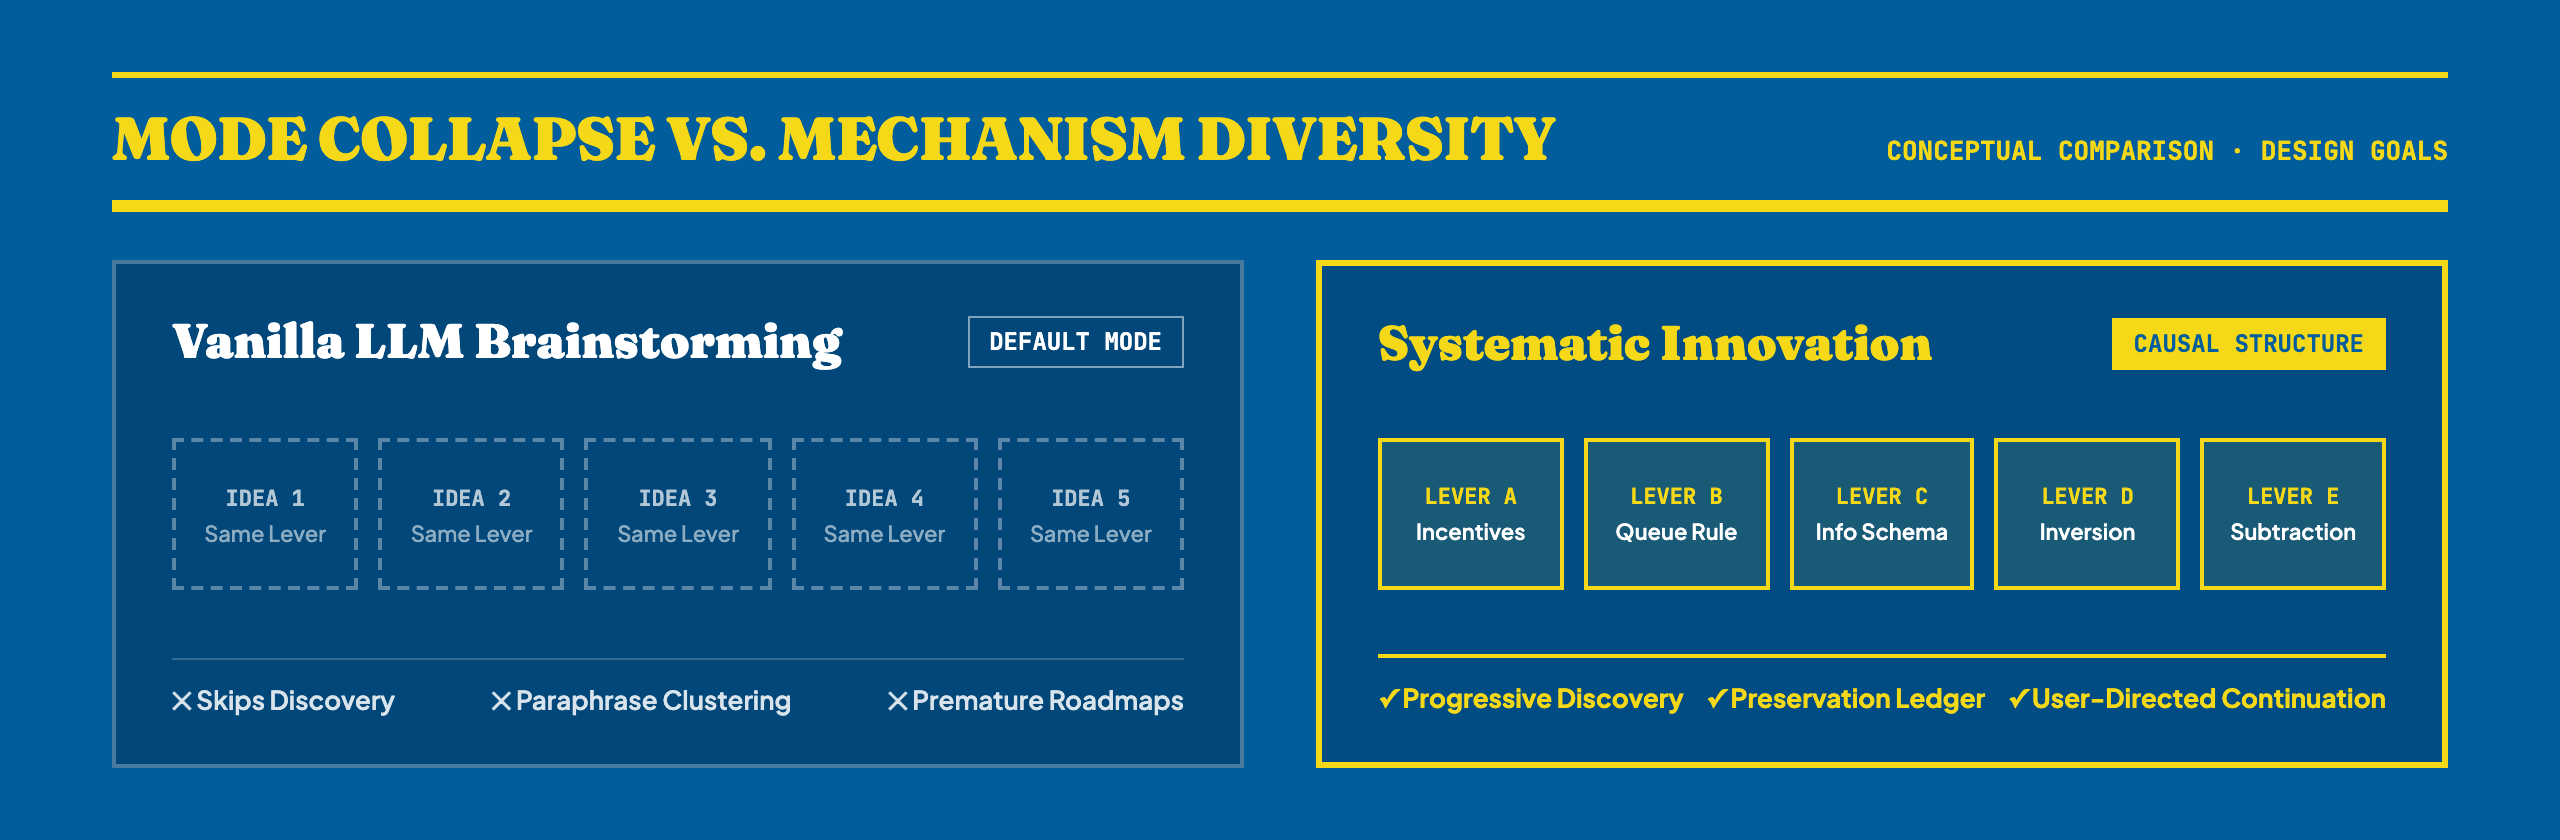 MODE COLLAPSE VS. MECHANISM DIVERSITY
CONCEPTUAL COMPARISON · DESIGN GOALS
Vanilla LLM Brainstorming
DEFAULT MODE
IDEA 1
Same Lever
IDEA 2
Same Lever
IDEA 3
Same Lever
IDEA 4
Same Lever
IDEA 5
Same Lever
✕ Skips Discovery
✕ Paraphrase Clustering
✕ Premature Roadmaps
Systematic Innovation
CAUSAL STRUCTURE
LEVER A
Incentives
LEVER B
Queue Rule
LEVER C
Info Schema
LEVER D
Inversion
LEVER E
Subtraction
✓ Progressive Discovery
✓ Preservation Ledger
✓ User-Directed Continuation